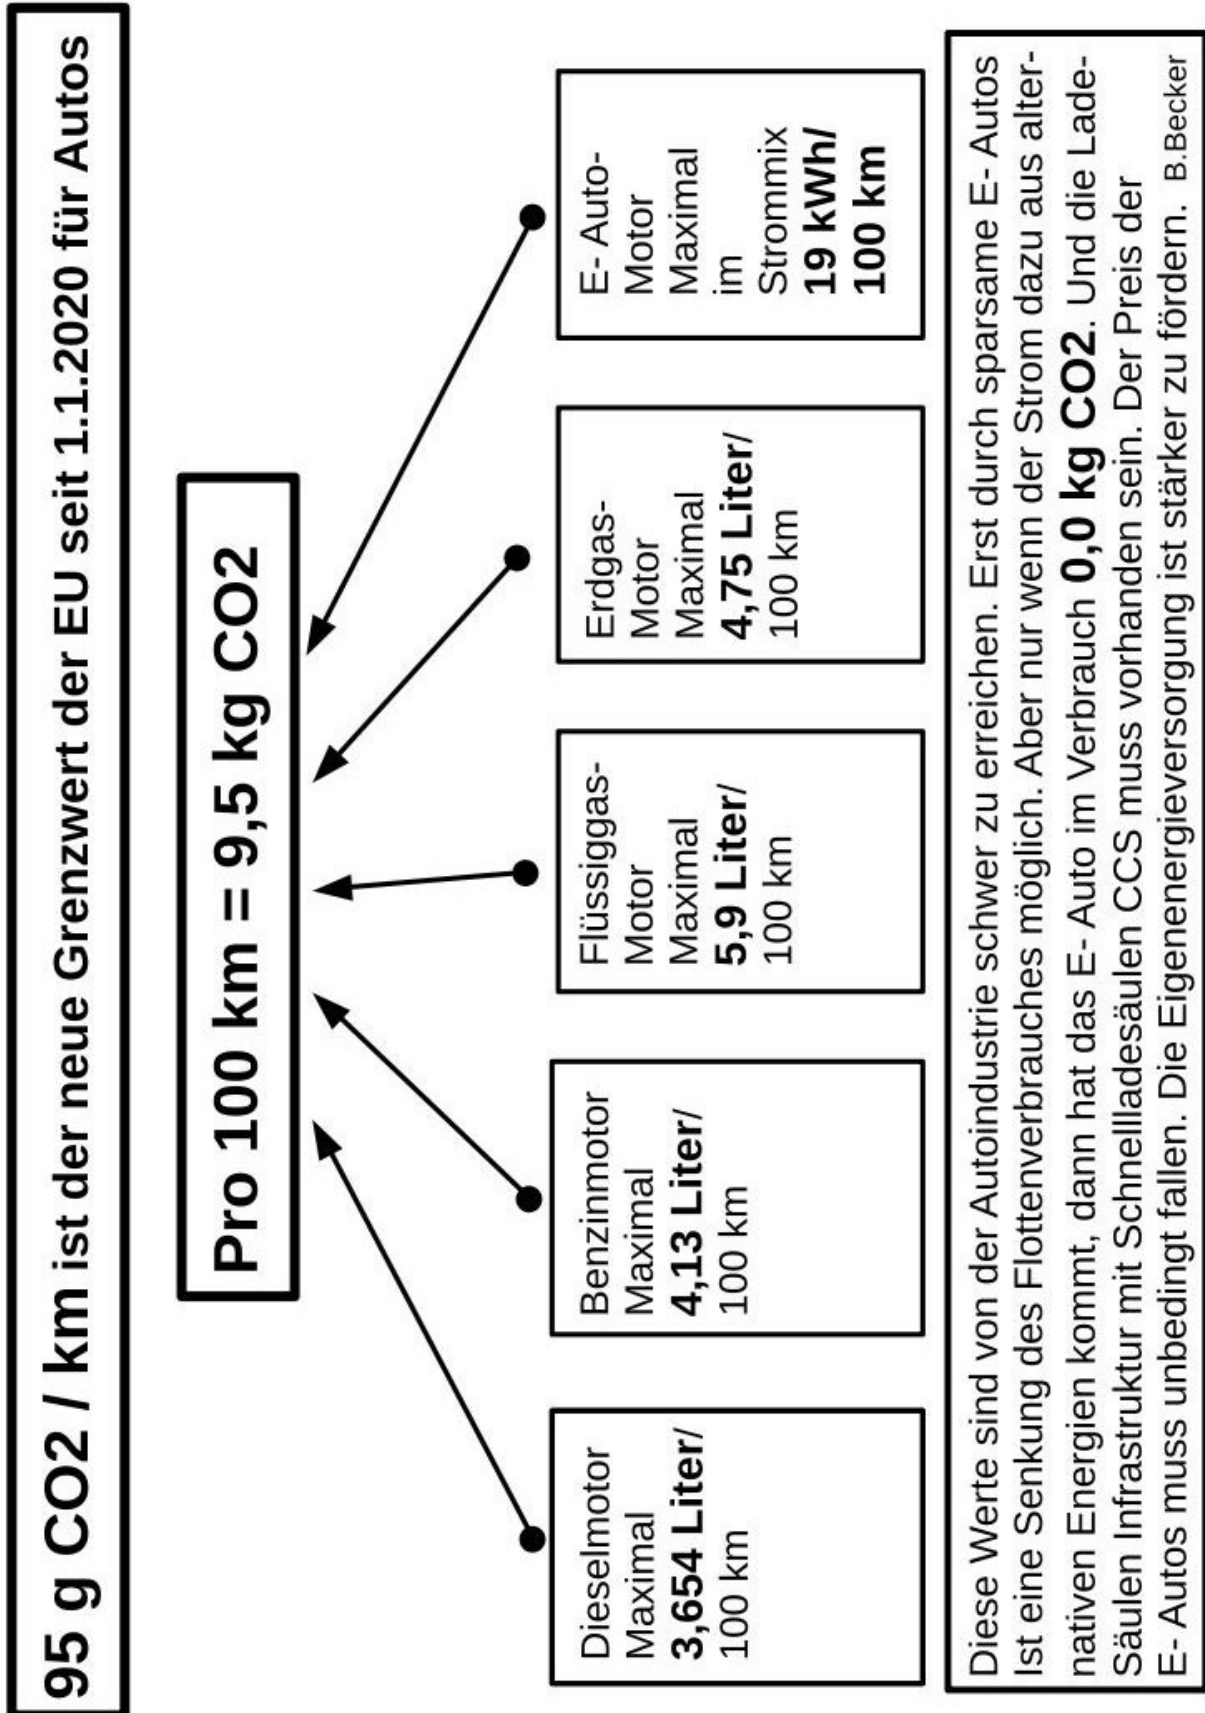 95 g CO2 / km ist der neue Grenzwert der EU seit 1.1.2020 für Autos
Pro 100 km = 9,5 kg CO2
Dieselmotor
Maximal
3,654 Liter/
100 km
Benzinmotor
Maximal
4,13 Liter/
100 km
Flüssiggas-
Motor
Maximal
5,9 Liter/
100 km
Erdgas-
Motor
Maximal
4,75 Liter/
100 km
E- Auto-
Motor
Maximal
im
Strommix
19 kWh/
100 km
Diese Werte sind von der Autoindustrie schwer zu erreichen. Erst durch sparsame E- Autos
Ist eine Senkung des Flottenverbrauches möglich. Aber nur wenn der Strom dazu aus alter-
nativen Energien kommt, dann hat das E- Auto im Verbrauch 0,0 kg CO2. Und die Lade-
Säulen Infrastruktur mit Schnellladesäulen CCS muss vorhanden sein. Der Preis der
E- Autos muss unbedingt fallen. Die Eigenenergieversorgung ist stärker zu fördern. B.Becker